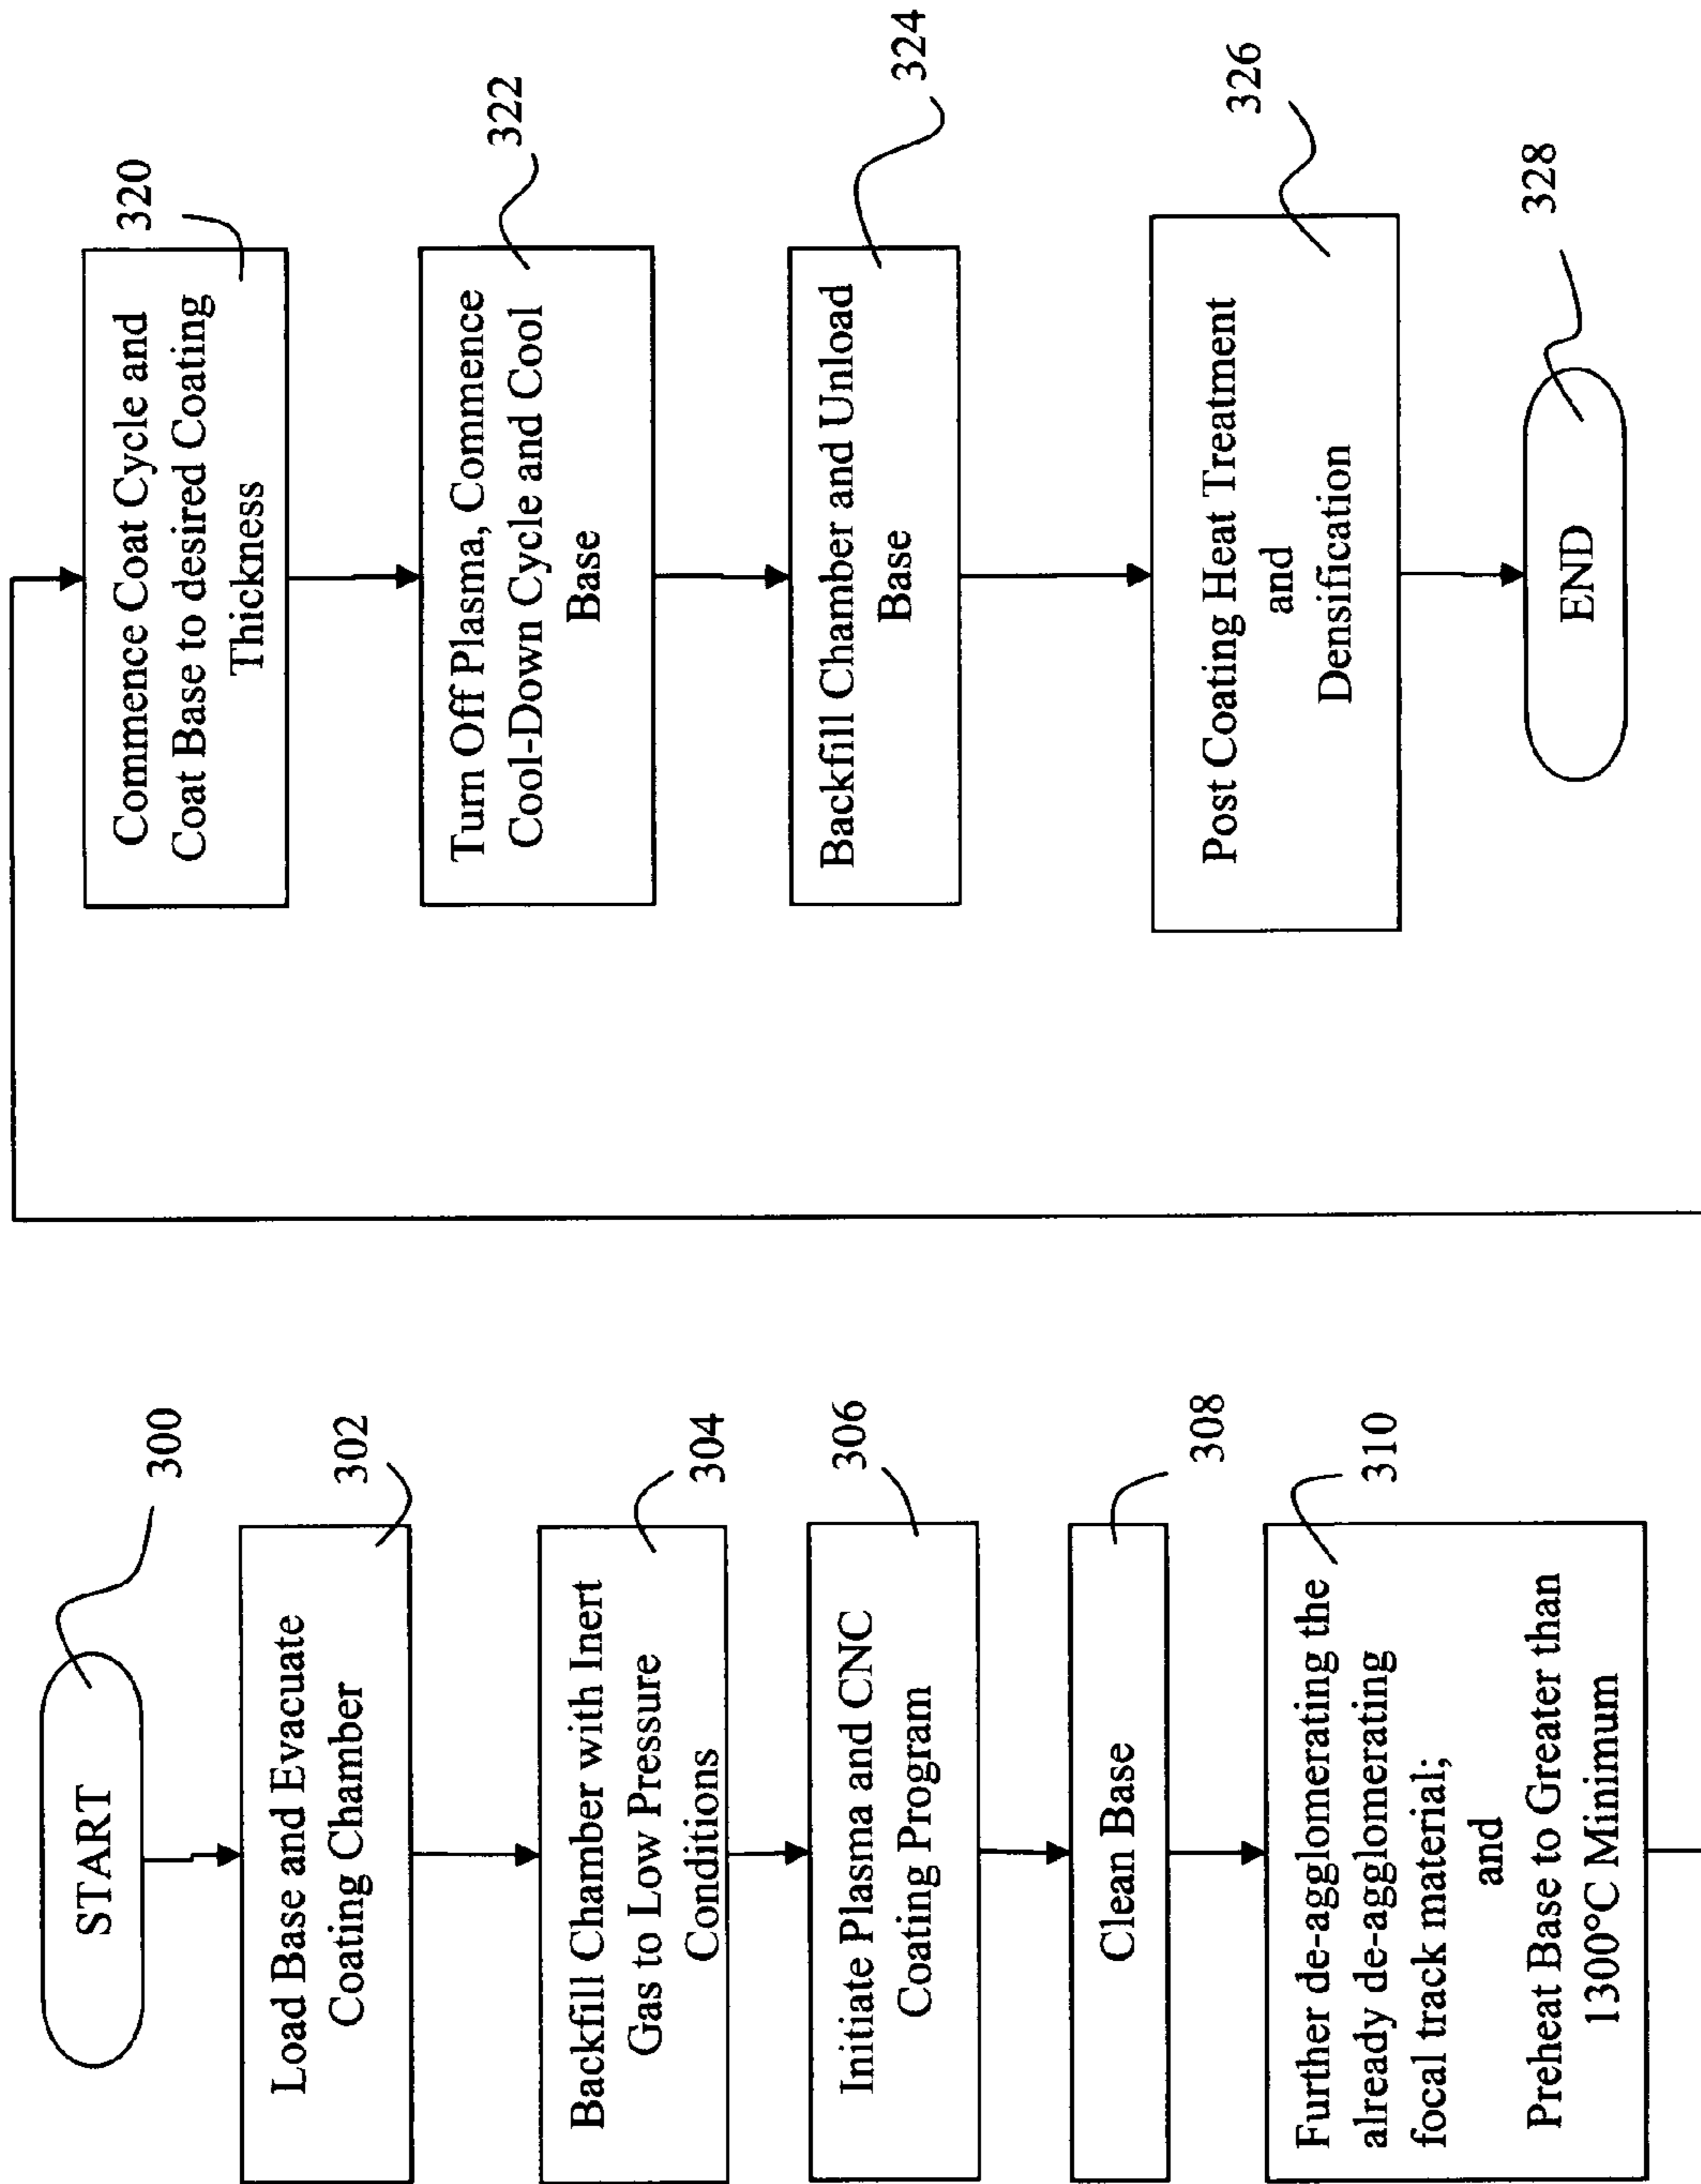 START
300
Load Base and Evacuate
Coating Chamber
302
Backfill Chamber with Inert
Gas to Low Pressure
Conditions
304
Initiate Plasma and CNC
Coating Program
306
Clean Base
308
Further de-agglomerating the
already de-agglomerating
focal track material;
and
Preheat Base to Greater than
1300°C Minimum
310
Commence Coat Cycle and
Coat Base to desired Coating
Thickness
320
Turn Off Plasma, Commence
Cool-Down Cycle and Cool
Base
322
Backfill Chamber and Unload
Base
324
Post Coating Heat Treatment
and
Densification
326
END
328